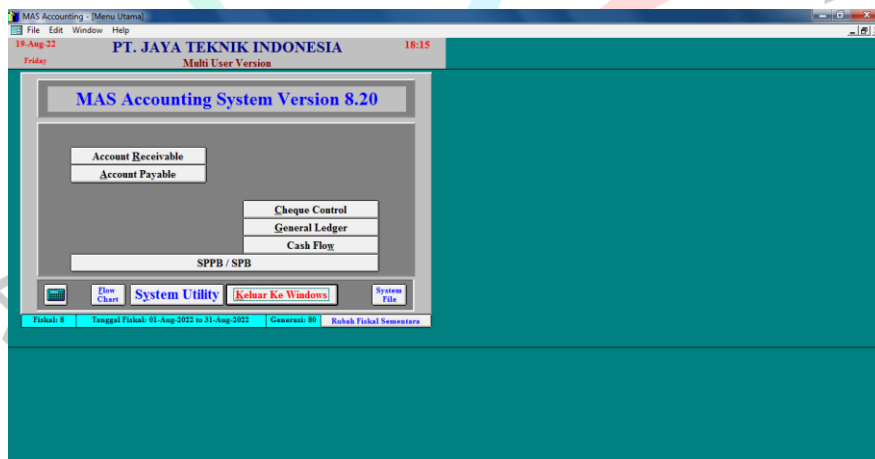 MAS Accounting - [Menu Utama]
File Edit Window Help
19-Aug-22 PT. JAYA TEKNIK INDONESIA 18:15
Friday Multi User Version
MAS Accounting System Version 8.20
Account Receivable
Account Payable
Cheque Control
General Ledger
Cash Flow
SPPB / SPB
Flow Chart System Utility Keluar Ke Windows System File
Fiskal: 8 Tanggal Fiskal: 01-Aug-2022 to 31-Aug-2022 Generasi: 80 Rubah Fiskal Sementara